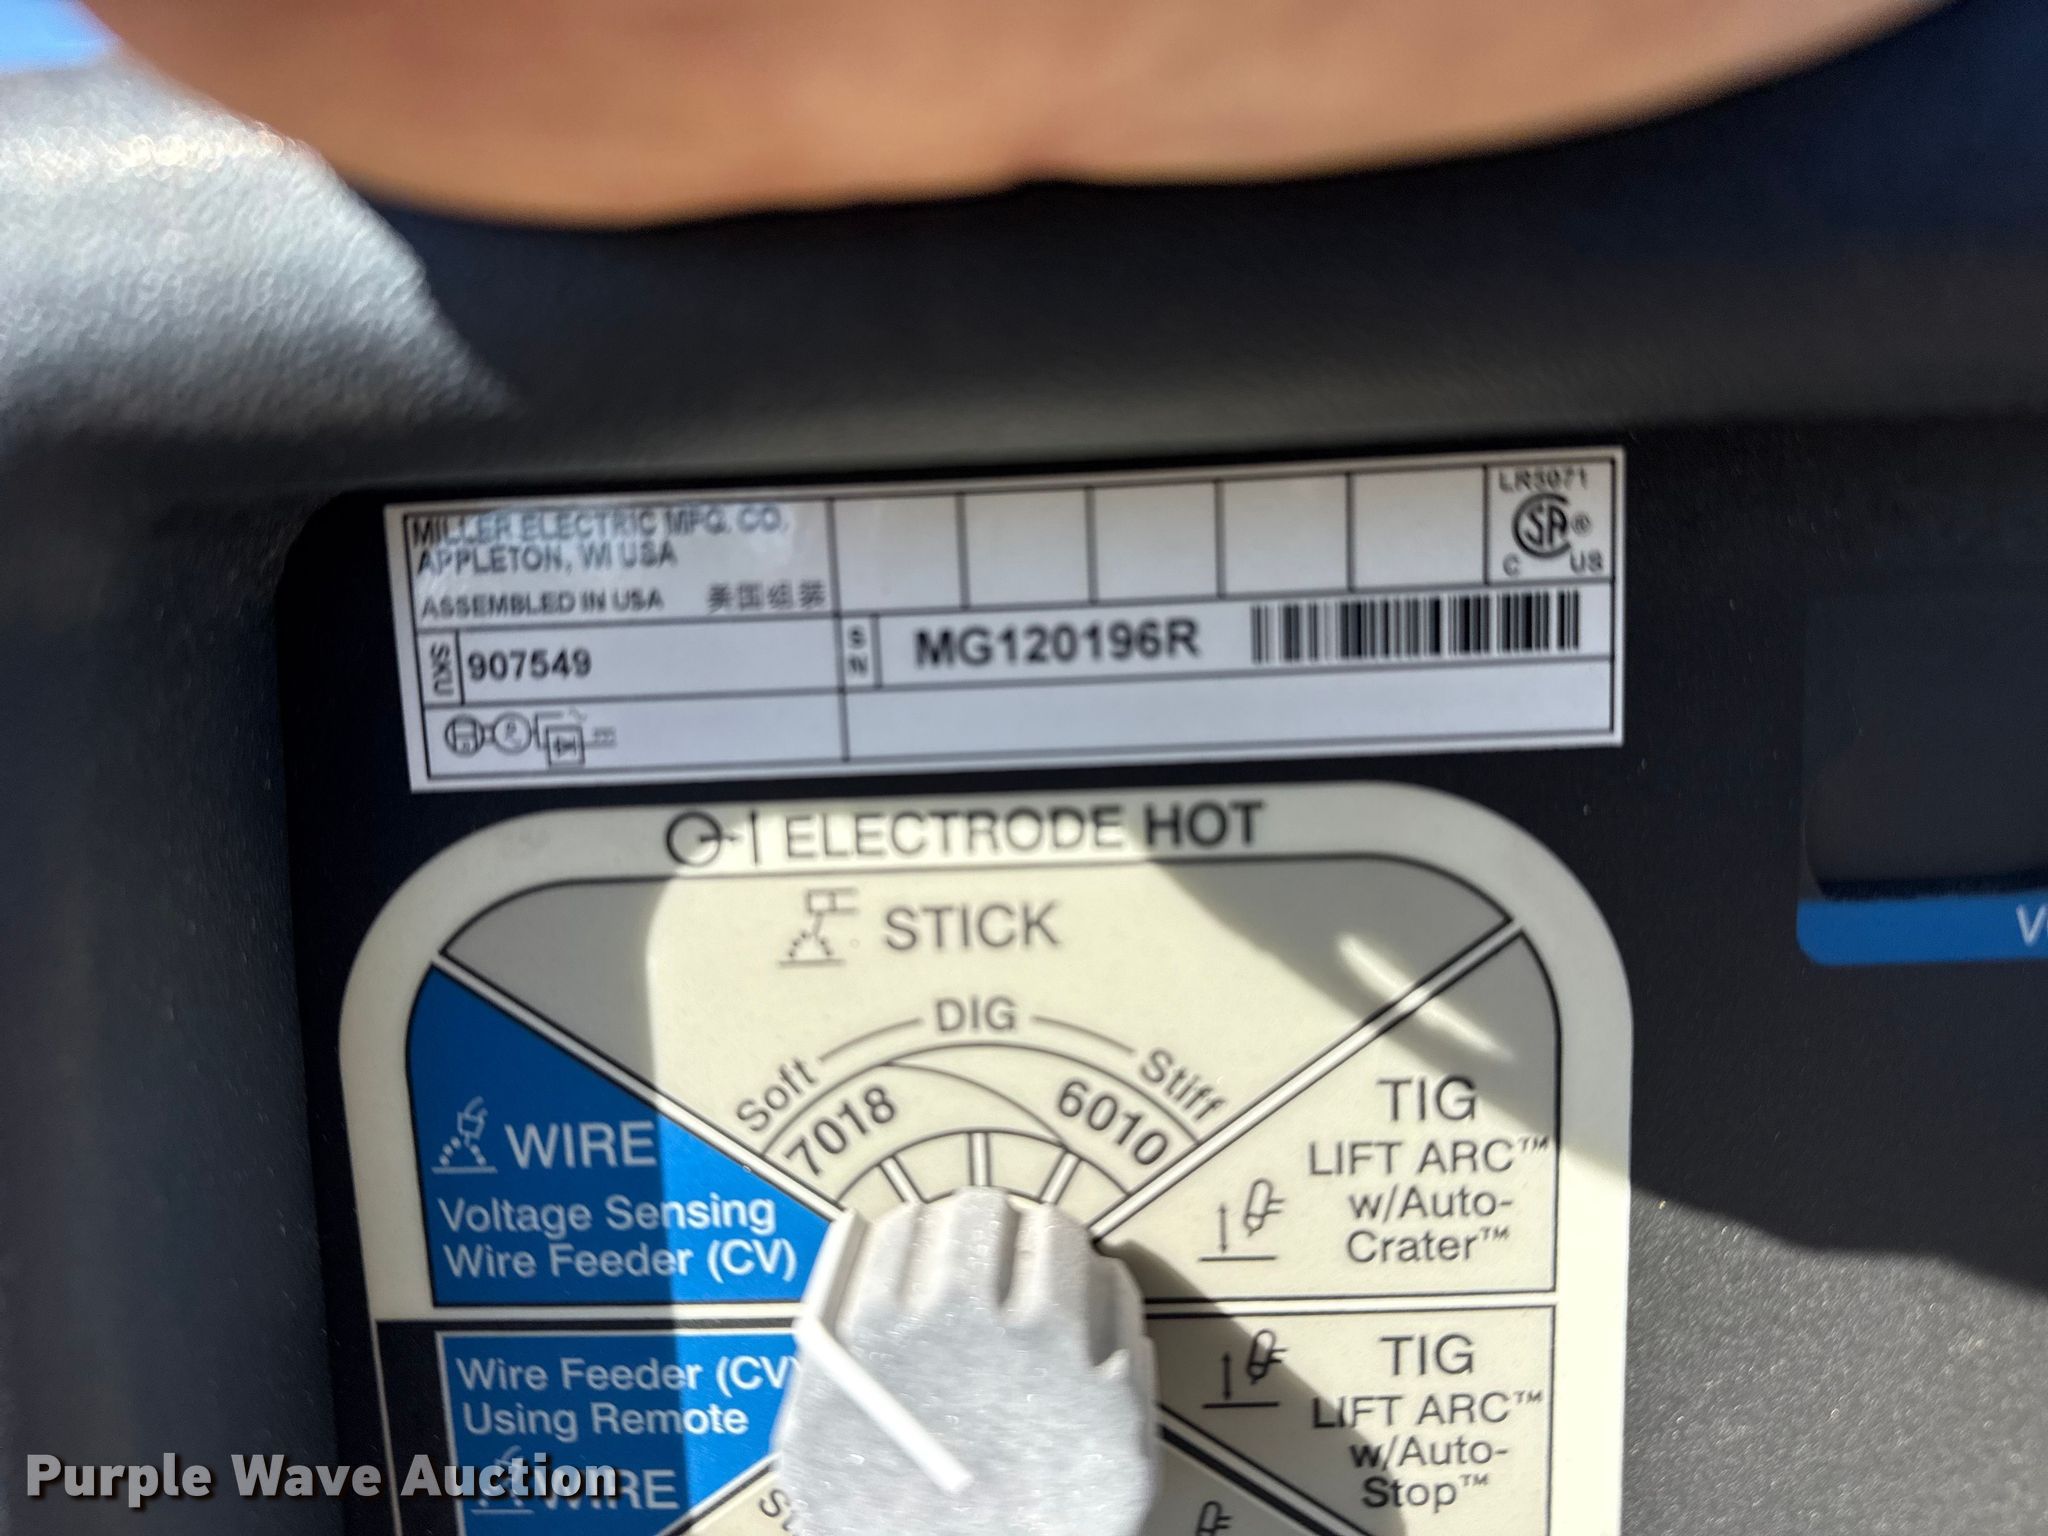 MILLER ELECTRIC MFG. CO.
APPLETON, WI USA
ASSEMBLED IN USA 美国组装
LR3071
C US
SKU 907549
S/N MG120196R
ELECTRODE HOT
STICK
DIG
Soft Stiff
7018 6010
WIRE
Voltage Sensing
Wire Feeder (CV)
TIG
LIFT ARC™
w/Auto-
Crater™
Wire Feeder (CV)
Using Remote
WIRE
TIG
LIFT ARC™
w/Auto-
Stop™
Purple Wave Auction